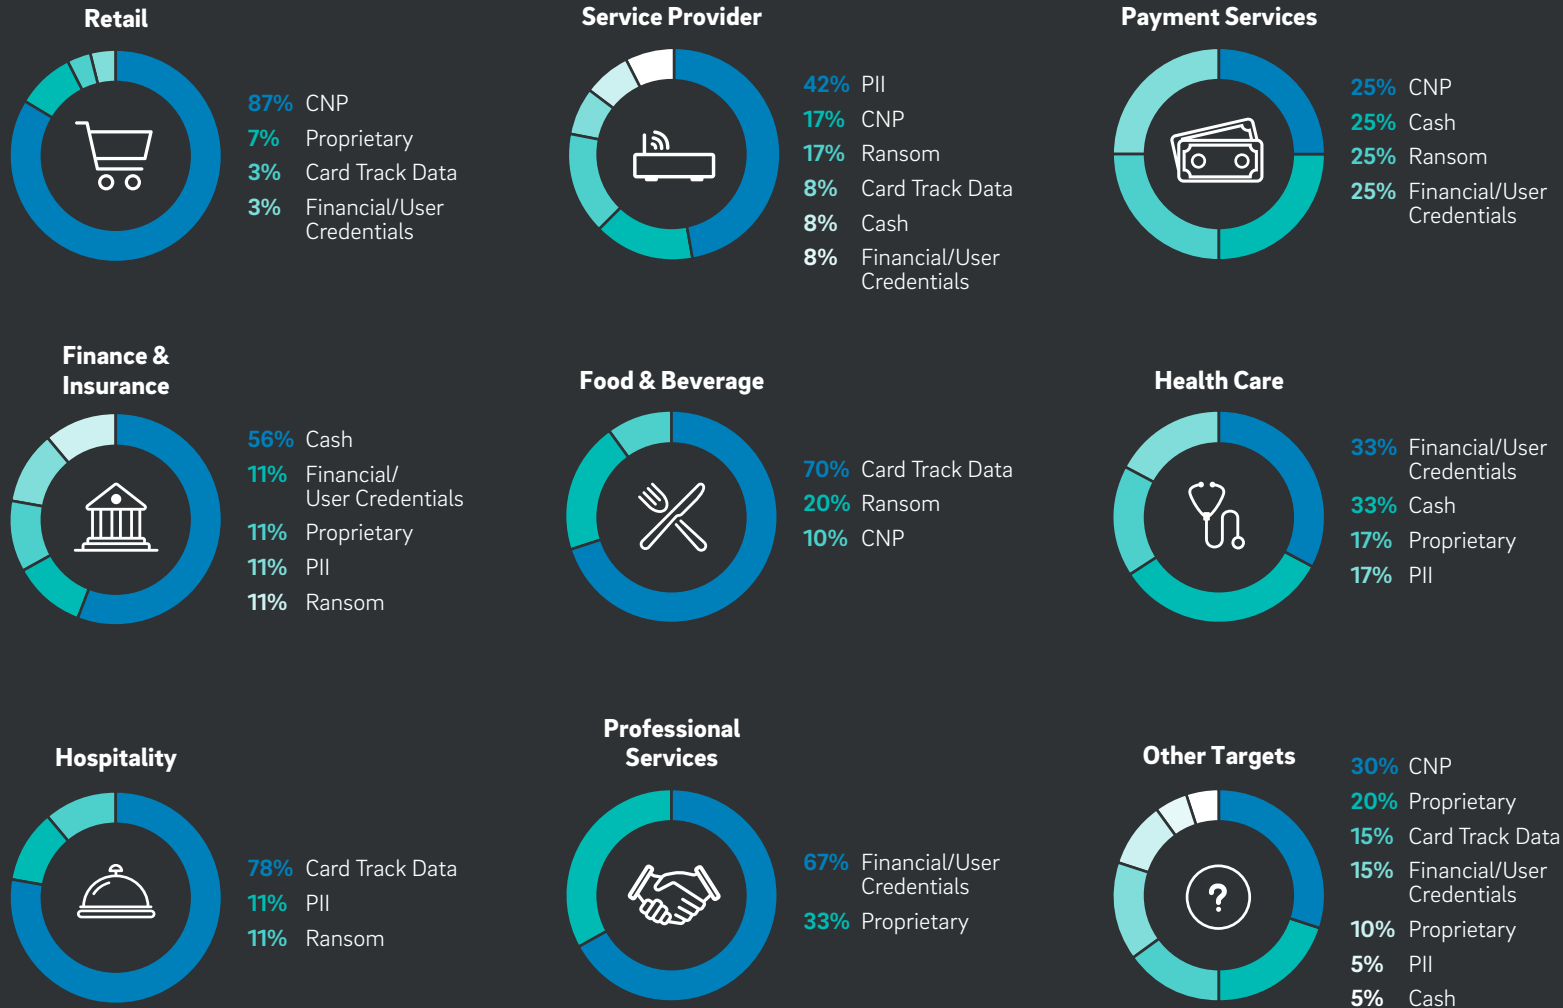 Retail
87% CNP
7% Proprietary
3% Card Track Data
3% Financial/User
Credentials
Service Provider
42% PII
17% CNP
17% Ransom
8% Card Track Data
8% Cash
8% Financial/User
Credentials
Payment Services
25% CNP
25% Cash
25% Ransom
25% Financial/User
Credentials
Finance &
Insurance
56% Cash
11% Financial/
User Credentials
11% Proprietary
11% PII
11% Ransom
Food & Beverage
70% Card Track Data
20% Ransom
10% CNP
Health Care
33% Financial/User
Credentials
33% Cash
17% Proprietary
17% PII
Hospitality
78% Card Track Data
11% PII
11% Ransom
Professional
Services
67% Financial/User
Credentials
33% Proprietary
Other Targets
?
30% CNP
20% Proprietary
15% Card Track Data
15% Financial/User
Credentials
10% Proprietary
5% PII
5% Cash